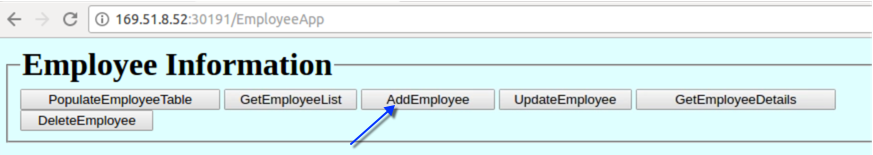 169.51.8.52:30191/EmployeeApp
Employee Information
PopulateEmployeeTable GetEmployeeList AddEmployee UpdateEmployee GetEmployeeDetails
DeleteEmployee